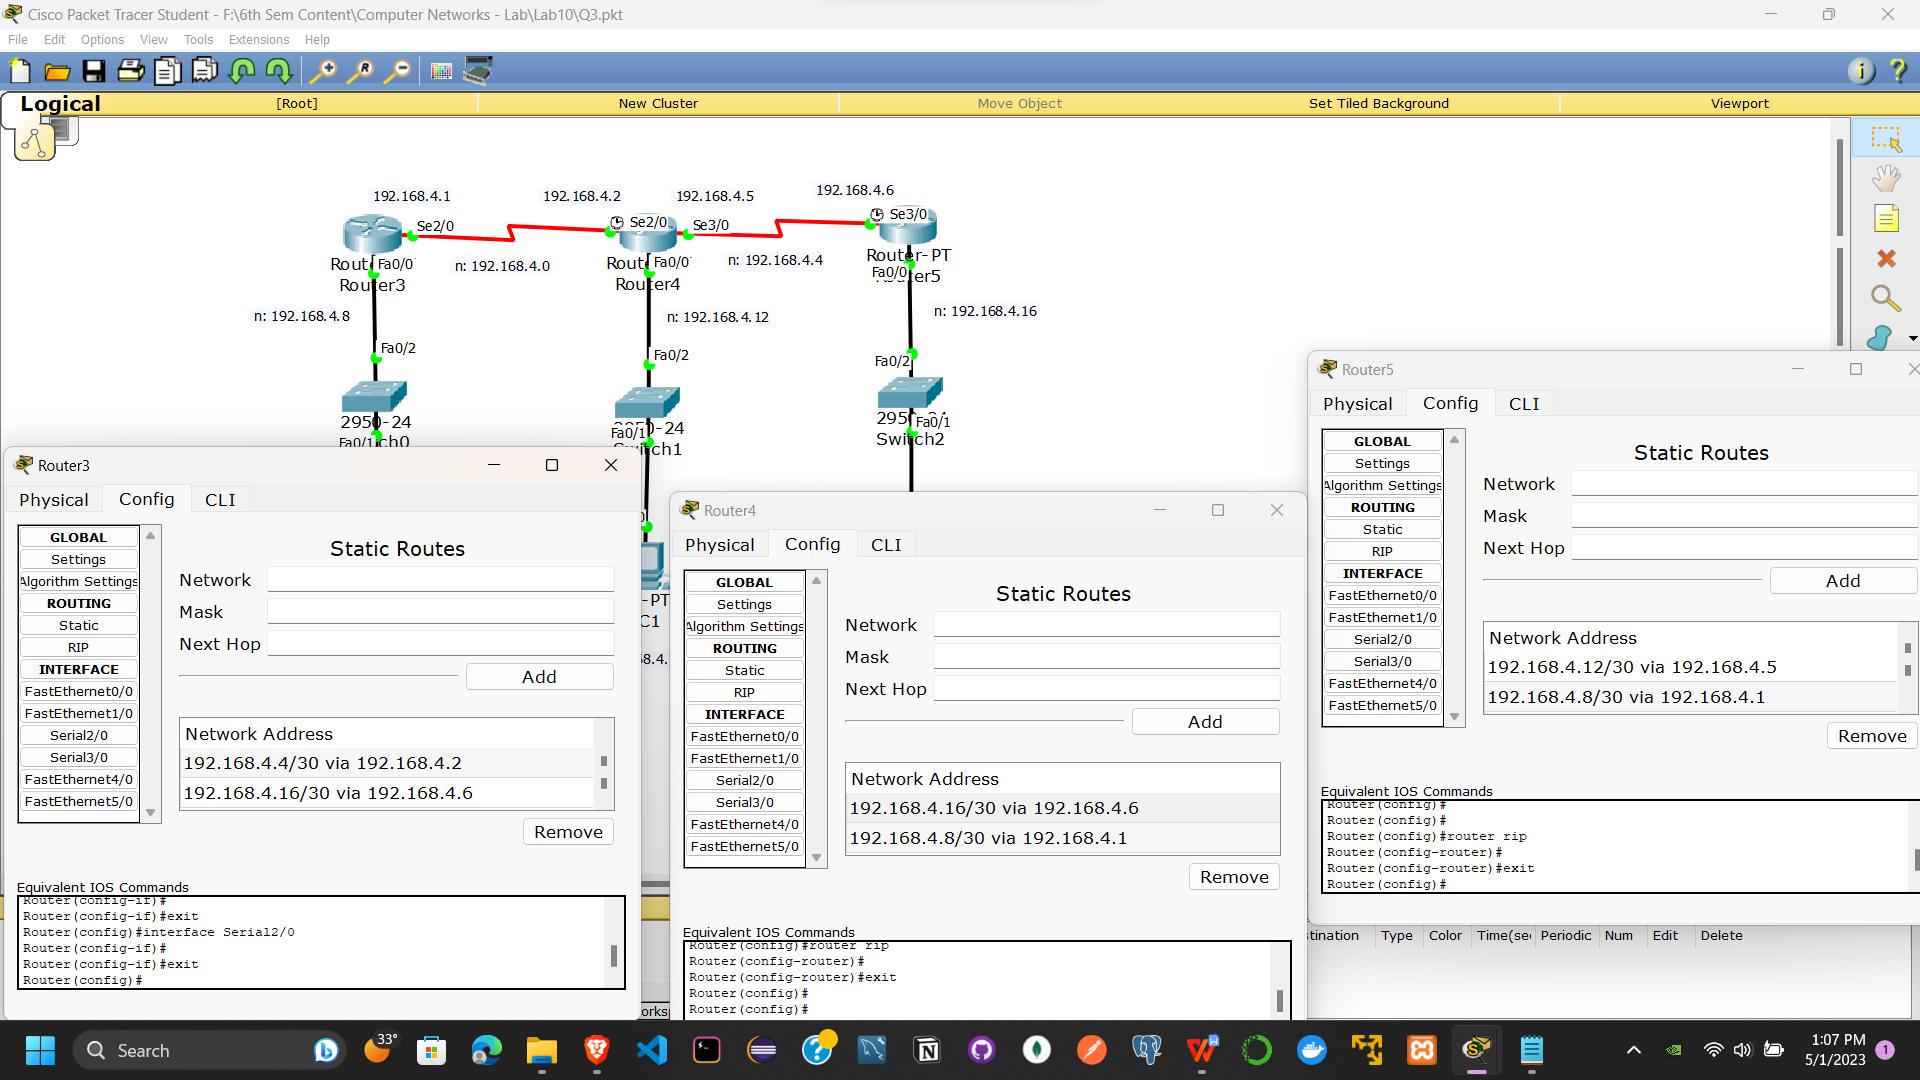 Cisco Packet Tracer Student - F:\6th Sem Content\Computer Networks - Lab\Lab10\Q3.pkt
File Edit Options View Tools Extensions Help
Logical [Root] New Cluster Move Object Set Tiled Background Viewport
192.168.4.1 192.168.4.2 192.168.4.5 192.168.4.6
Se2/0 Se2/0 Se3/0 Se3/0
n: 192.168.4.0 n: 192.168.4.4
Fa0/0 Fa0/0 Router-PT
Router3 Router4 Fa0/0
n: 192.168.4.8 n: 192.168.4.12 n: 192.168.4.16
Fa0/2 Fa0/2 Fa0/2
2950-24
Fa0/1
Fa0/1
Fa0/1
Switch2
Router3
Physical Config CLI
GLOBAL
Settings
Algorithm Settings
ROUTING
Static
RIP
INTERFACE
FastEthernet0/0
FastEthernet1/0
Serial2/0
Serial3/0
FastEthernet4/0
FastEthernet5/0
Static Routes
Network
Mask
Next Hop
Add
Network Address
192.168.4.4/30 via 192.168.4.2
192.168.4.16/30 via 192.168.4.6
Remove
Equivalent IOS Commands
Router(config-if)#
Router(config-if)#exit
Router(config)#interface Serial2/0
Router(config-if)#
Router(config-if)#exit
Router(config)#
Router4
Physical Config CLI
GLOBAL
Settings
Algorithm Settings
ROUTING
Static
RIP
INTERFACE
FastEthernet0/0
FastEthernet1/0
Serial2/0
Serial3/0
FastEthernet4/0
FastEthernet5/0
Static Routes
Network
Mask
Next Hop
Add
Network Address
192.168.4.16/30 via 192.168.4.6
192.168.4.8/30 via 192.168.4.1
Remove
Equivalent IOS Commands
Router(config)#router rip
Router(config-router)#
Router(config-router)#exit
Router(config)#
Router(config)#
Router5
Physical Config CLI
GLOBAL
Settings
Algorithm Settings
ROUTING
Static
RIP
INTERFACE
FastEthernet0/0
FastEthernet1/0
Serial2/0
Serial3/0
FastEthernet4/0
FastEthernet5/0
Static Routes
Network
Mask
Next Hop
Add
Network Address
192.168.4.12/30 via 192.168.4.5
192.168.4.8/30 via 192.168.4.1
Remove
Equivalent IOS Commands
Router(config)#
Router(config)#
Router(config)#router rip
Router(config-router)#
Router(config-router)#exit
Router(config)#
Type Color Periodic Num Edit Delete
Search 33° 1:07 PM
5/1/2023 1